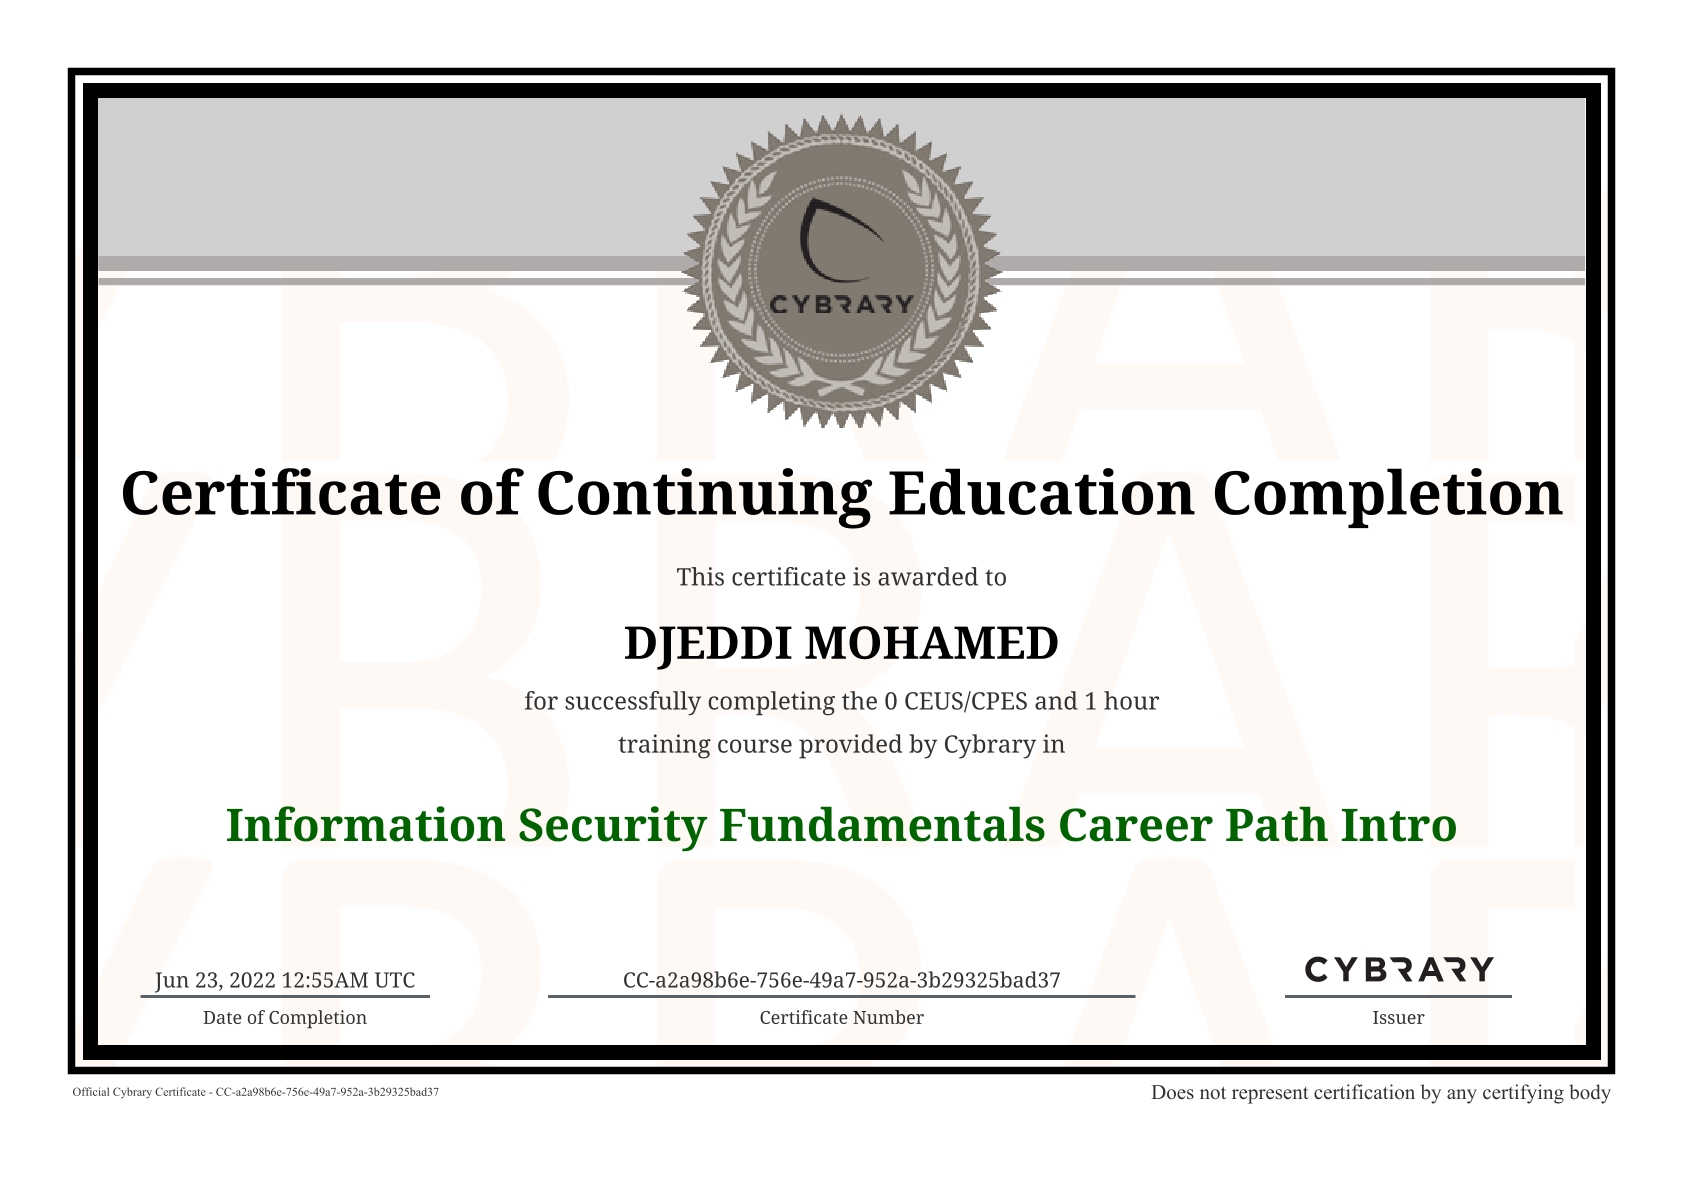 CYBRARY
Certificate of Continuing Education Completion
This certificate is awarded to
DJEDDI MOHAMED
for successfully completing the 0 CEUS/CPES and 1 hour
training course provided by Cybrary in
Information Security Fundamentals Career Path Intro
Jun 23, 2022 12:55AM UTC
Date of Completion
CC-a2a98b6e-756e-49a7-952a-3b29325bad37
Certificate Number
CYBRARY
Issuer
Official Cybrary Certificate - CC-a2a98b6e-756e-49a7-952a-3b29325bad37
Does not represent certification by any certifying body